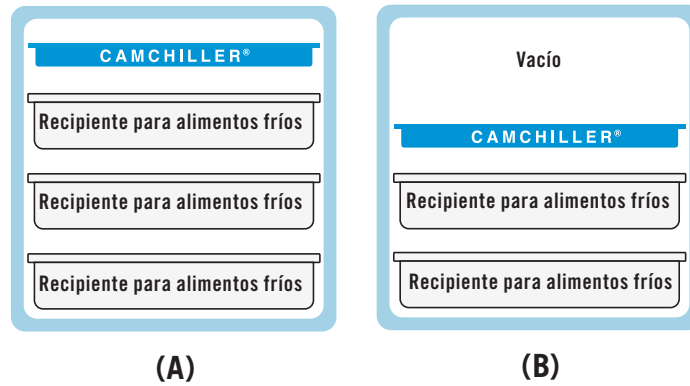 CAMCHILLER®
Recipiente para alimentos fríos
Recipiente para alimentos fríos
Recipiente para alimentos fríos
(A)
Vacío
CAMCHILLER®
Recipiente para alimentos fríos
Recipiente para alimentos fríos
(B)